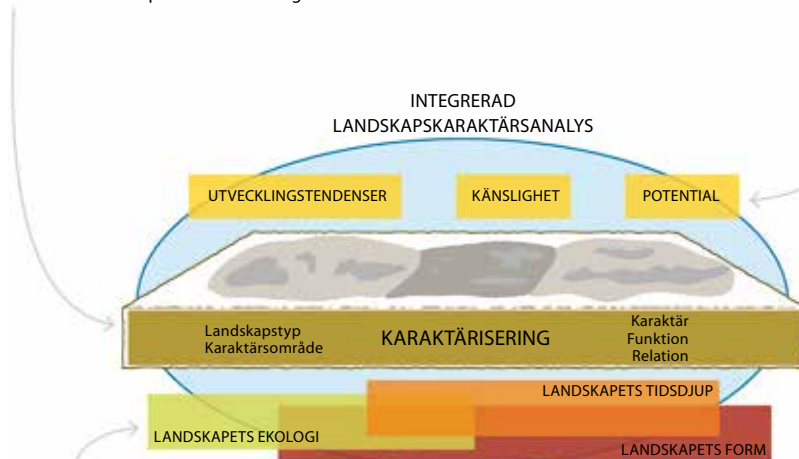 INTEGRERAD
LANDSKAPSKARAKTÄRSANALYS
UTVECKLINGSTENDENSER
KÄNSLIGHET
POTENTIAL
Landskapstyp
Karaktärsområde
KARAKTÄRISERING
Karaktär
Funktion
Relation
LANDSKAPETS TIDSDJUP
LANDSKAPETS EKOLOGI
LANDSKAPETS FORM